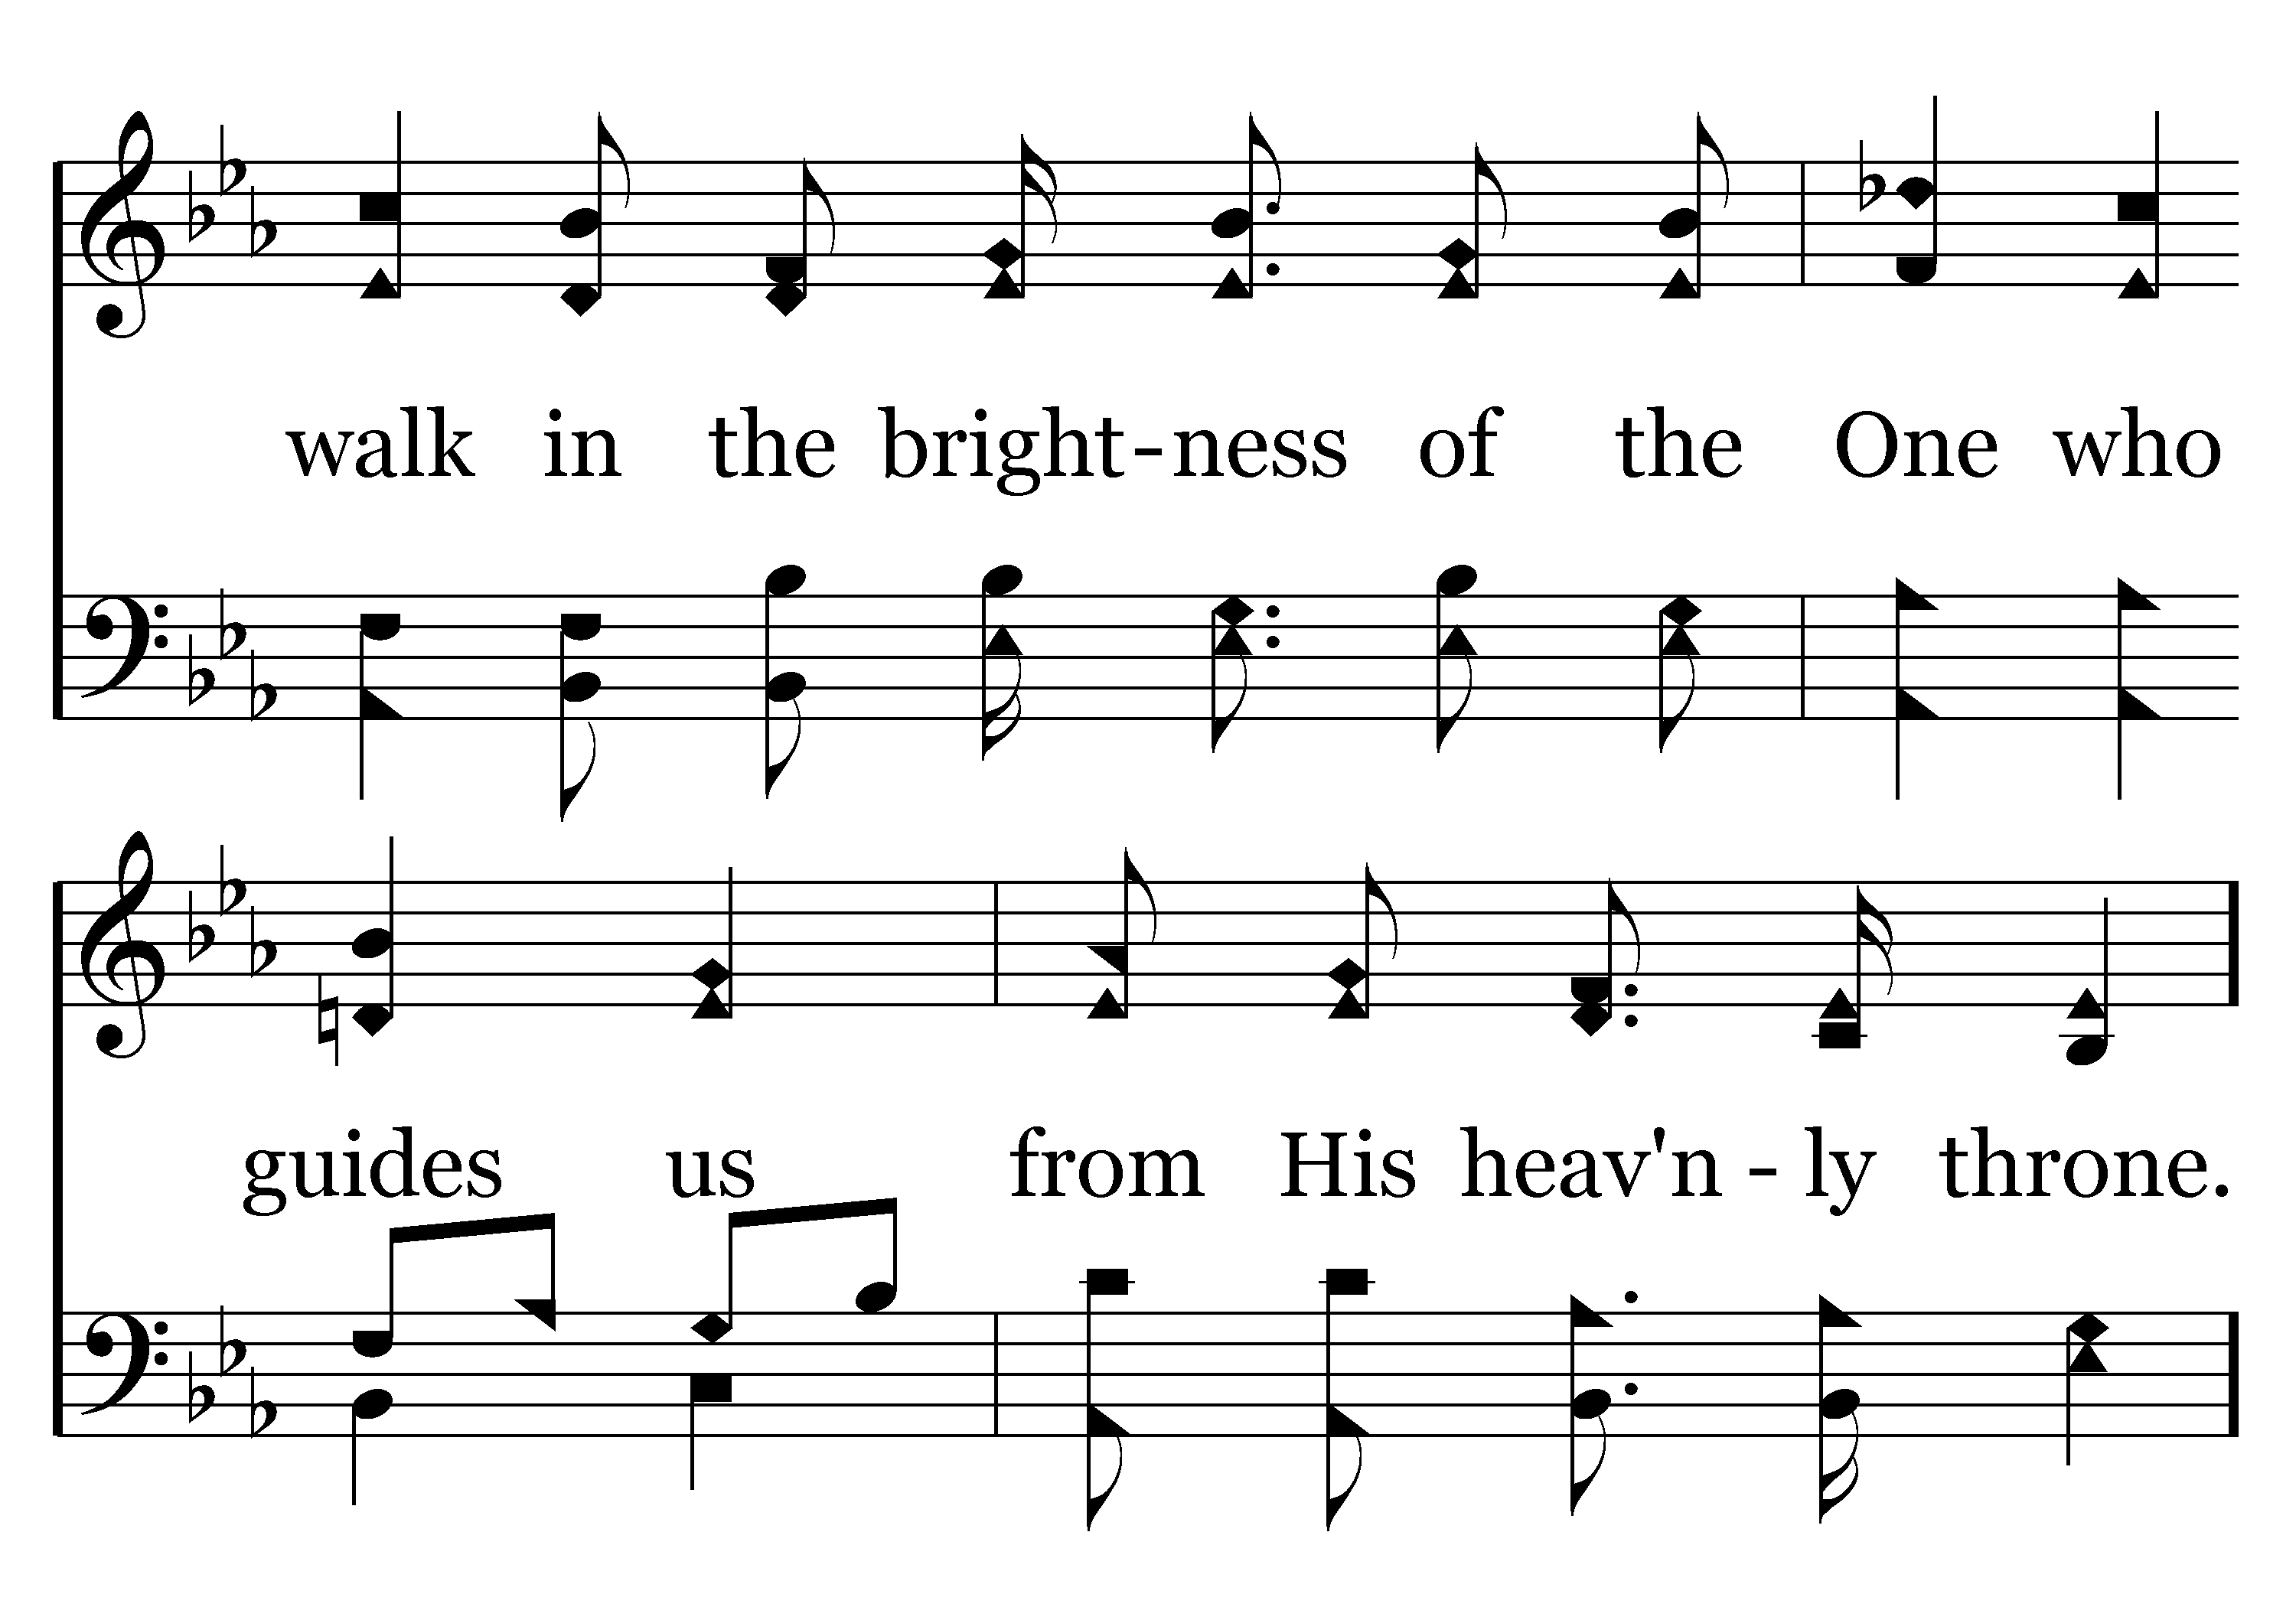 walk in the bright-ness of the One who
guides us from His heav'n - ly throne.